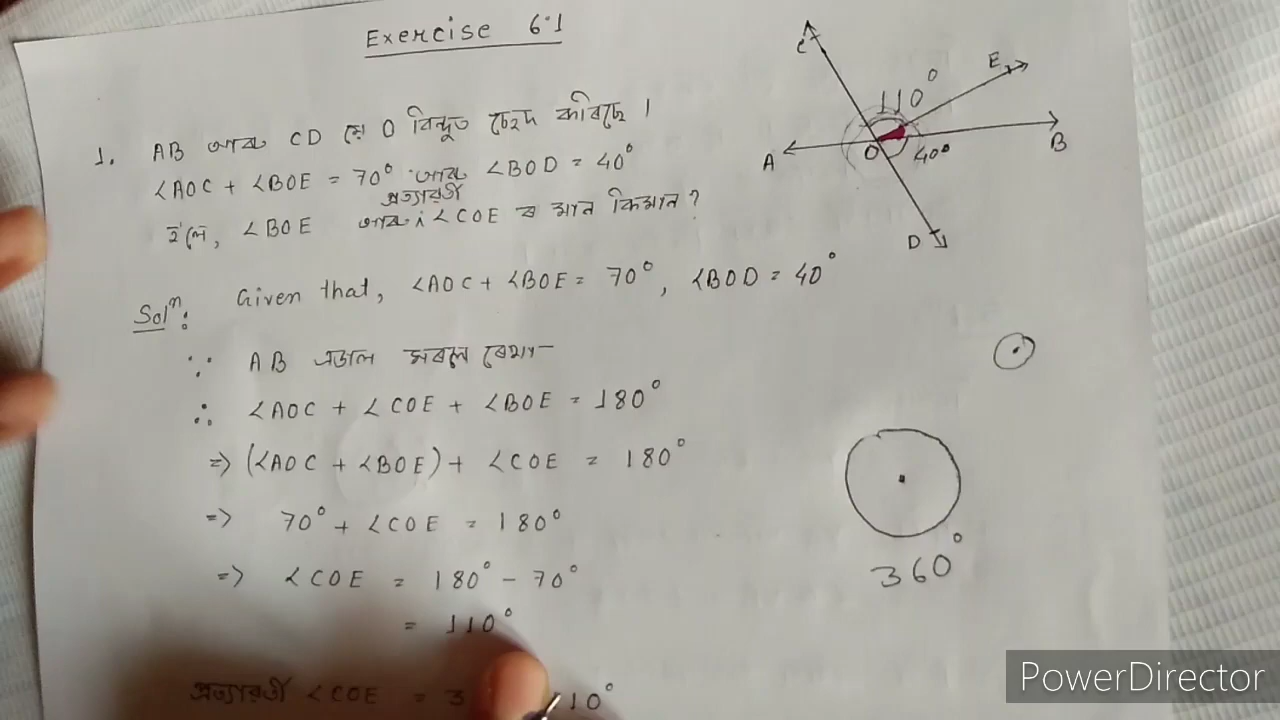 Exercise 6.1
1. AB আৰু CD য়ে O বিন্দুত ছেদ কৰিছে ।
∠AOC + ∠BOE = 70° আৰু ∠BOD = 40°
প্ৰত্যাৱৰ্তী
হ'লে, ∠BOE আৰু ∠COE ৰ মান কিমান ?
Solⁿ: Given that, ∠AOC + ∠BOE = 70°, ∠BOD = 40°
∵ AB এডাল সৰল ৰেখা
∴ ∠AOC + ∠COE + ∠BOE = 180°
=> (∠AOC + ∠BOE) + ∠COE = 180°
=> 70° + ∠COE = 180°
=> ∠COE = 180° - 70°
= 110°
প্ৰত্যাৱৰ্তী ∠COE = 3 10°
C
E
110°
A
O
40°
B
D
360°
PowerDirector